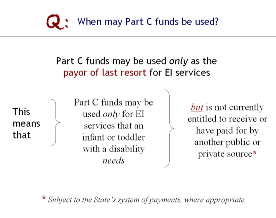 Q: When may Part C funds be used?
Part C funds may be used only as the
payor of last resort for EI services
This
means
that
Part C funds may be
used only for EI
services that an
infant or toddler
with a disability
needs
but is not currently
entitled to receive or
have paid for by
another public or
private source*
* Subject to the State's system of payments, where appropriate